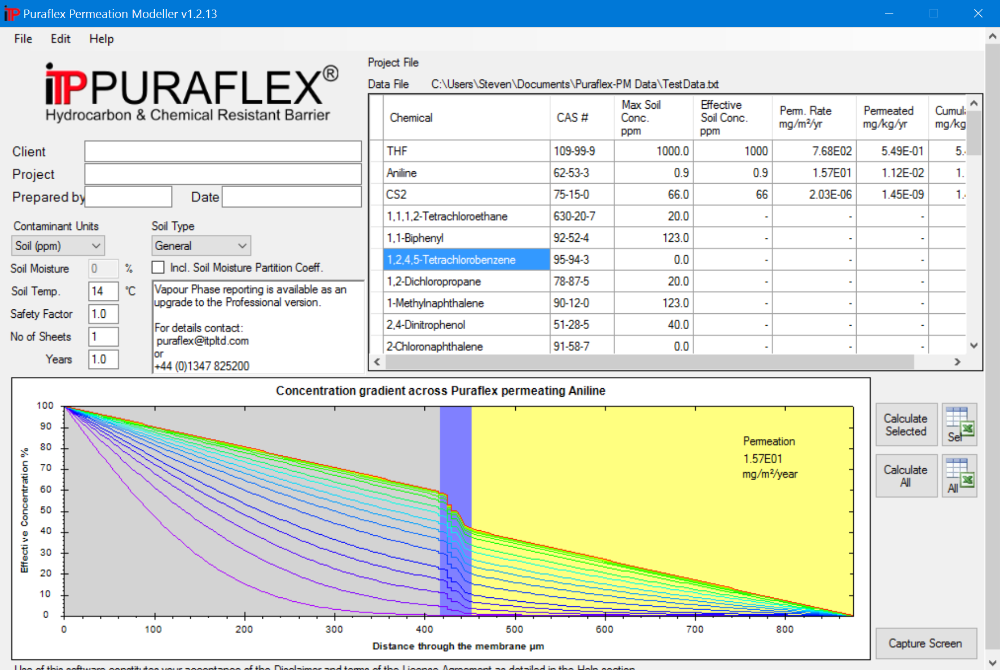 iTP Puraflex Permeation Modeller v1.2.13
File Edit Help
iTPPURAFLEX®
Hydrocarbon & Chemical Resistant Barrier
Client
Project
Prepared by Date
Contaminant Units Soil Type
Soil (ppm) General
Soil Moisture 0 % Incl. Soil Moisture Partition Coeff.
Soil Temp. 14 °C
Safety Factor 1.0
No of Sheets 1
Years 1.0
Vapour Phase reporting is available as an
upgrade to the Professional version.
For details contact:
puraflex@itpltd.com
or
+44 (0)1347 825200
Project File
Data File C:\Users\Steven\Documents\Puraflex-PM Data\TestData.txt
Chemical CAS # Max Soil Conc. ppm Effective Soil Conc. ppm Perm. Rate mg/m²/yr Permeated mg/kg/yr Cumul mg/kg
THF 109-99-9 1000.0 1000 7.68E02 5.49E-01 5.
Aniline 62-53-3 0.9 0.9 1.57E01 1.12E-02 1.
CS2 75-15-0 66.0 66 2.03E-06 1.45E-09 1.
1,1,1,2-Tetrachloroethane 630-20-7 20.0 - - -
1,1-Biphenyl 92-52-4 123.0 - - -
1,2,4,5-Tetrachlorobenzene 95-94-3 0.0 - - -
1,2-Dichloropropane 78-87-5 20.0 - - -
1-Methylnaphthalene 90-12-0 123.0 - - -
2,4-Dinitrophenol 51-28-5 40.0 - - -
2-Chloronaphthalene 91-58-7 0.0 - - -
Concentration gradient across Puraflex permeating Aniline
Effective Concentration %
100
90
80
70
60
50
40
30
20
10
0
0 100 200 300 400 500 600 700 800
Distance through the membrane µm
Permeation
1.57E01
mg/m²/year
Calculate Selected
Sel
Calculate All
All
Capture Screen
Use of this software constitutes your acceptance of the Disclaimer and terms of the License Agreement as detailed in the Help section